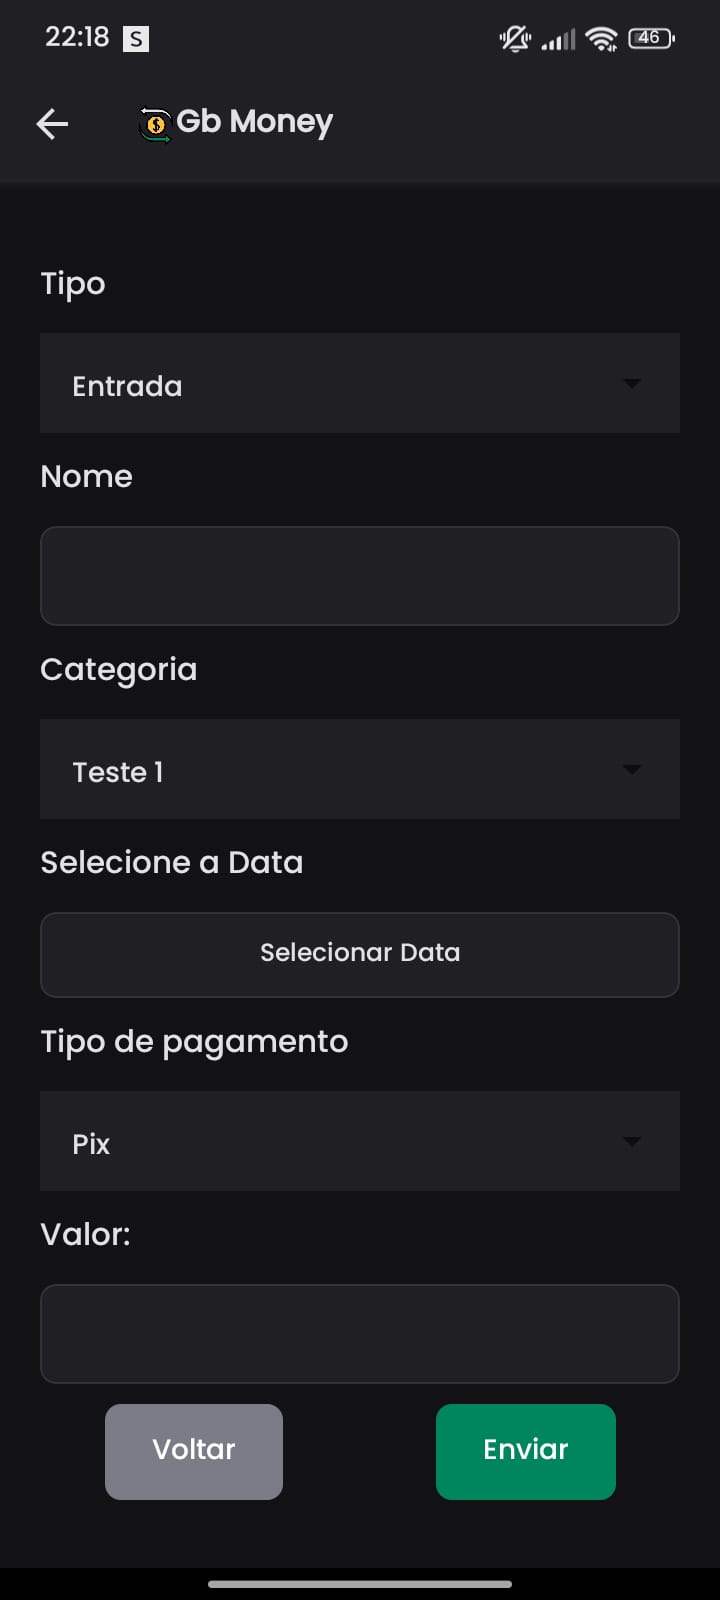 22:18 S 46
Gb Money
Tipo
Entrada
Nome
Categoria
Teste 1
Selecione a Data
Selecionar Data
Tipo de pagamento
Pix
Valor:
Voltar Enviar